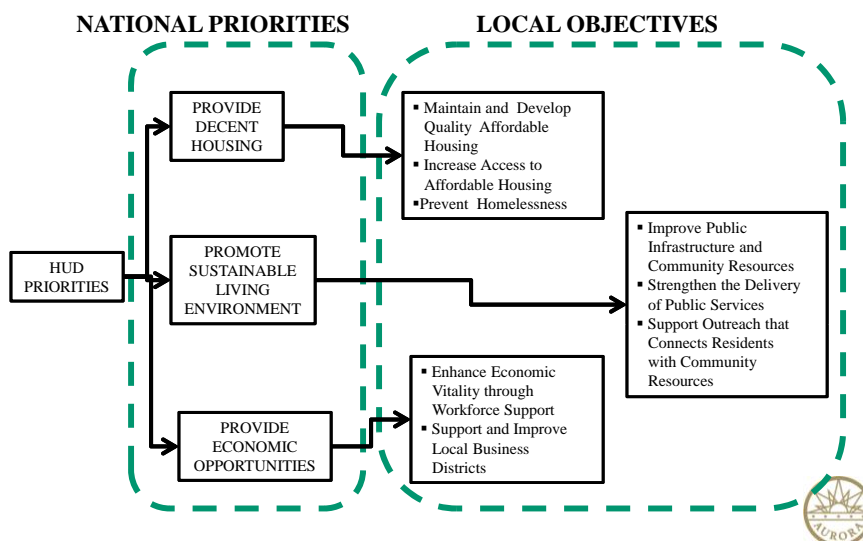 NATIONAL PRIORITIES
LOCAL OBJECTIVES
PROVIDE
DECENT
HOUSING
▪ Maintain and Develop
Quality Affordable
Housing
▪ Increase Access to
Affordable Housing
▪Prevent Homelessness
HUD
PRIORITIES
PROMOTE
SUSTAINABLE
LIVING
ENVIRONMENT
▪ Improve Public
Infrastructure and
Community Resources
▪ Strengthen the Delivery
of Public Services
▪ Support Outreach that
Connects Residents
with Community
Resources
PROVIDE
ECONOMIC
OPPORTUNITIES
▪ Enhance Economic
Vitality through
Workforce Support
▪ Support and Improve
Local Business
Districts
AURORA